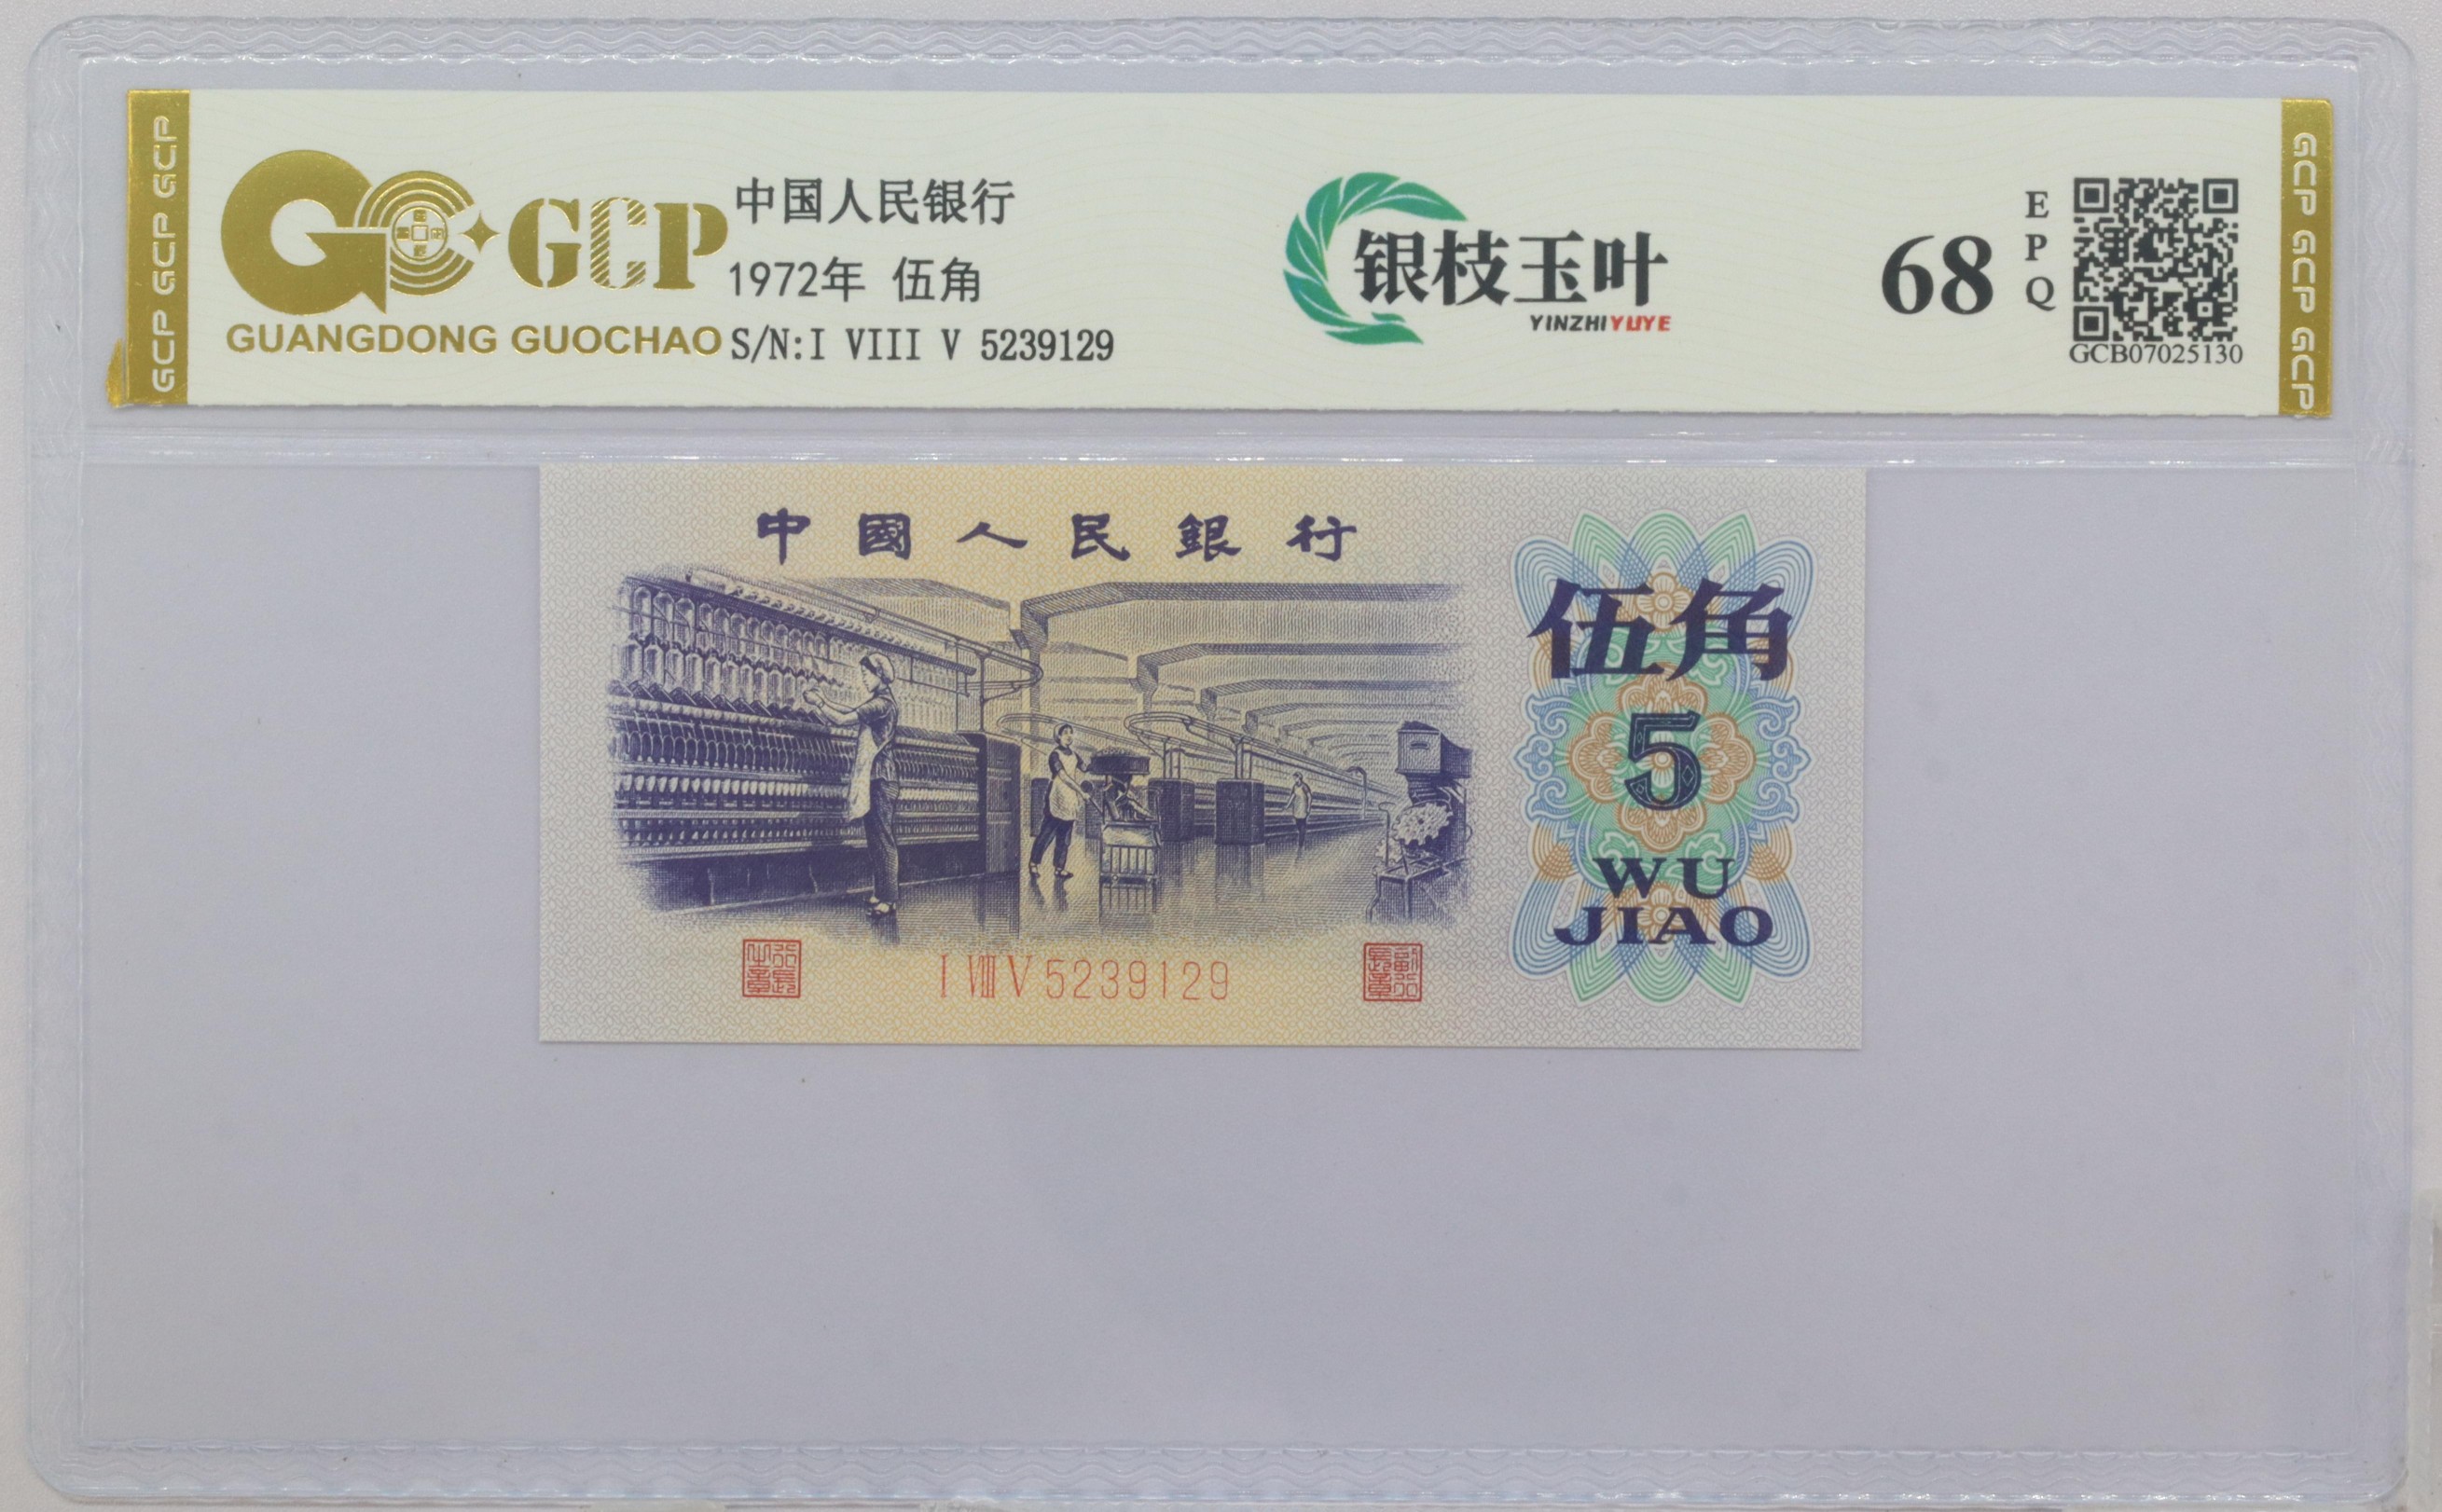 GCP GCP GCP
GCP
GUANGDONG GUOCHAO
中国人民银行
1972年 伍角
S/N:I VIII V 5239129
银枝玉叶
YINZHIYUYE
68
EPQ
GCB07025130
GCP GCP GCP
中國人民銀行
伍角
5
WU
JIAO
I VIII V 5239129